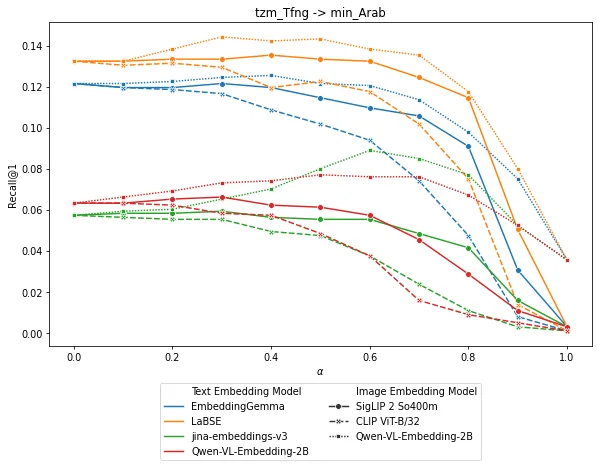 tzm_Tfng -> min_Arab
Recall@1
0.14
0.12
0.10
0.08
0.06
0.04
0.02
0.00
0.0 0.2 0.4 0.6 0.8 1.0
α
Text Embedding Model
EmbeddingGemma
LaBSE
jina-embeddings-v3
Qwen-VL-Embedding-2B
Image Embedding Model
SigLIP 2 So400m
CLIP ViT-B/32
Qwen-VL-Embedding-2B